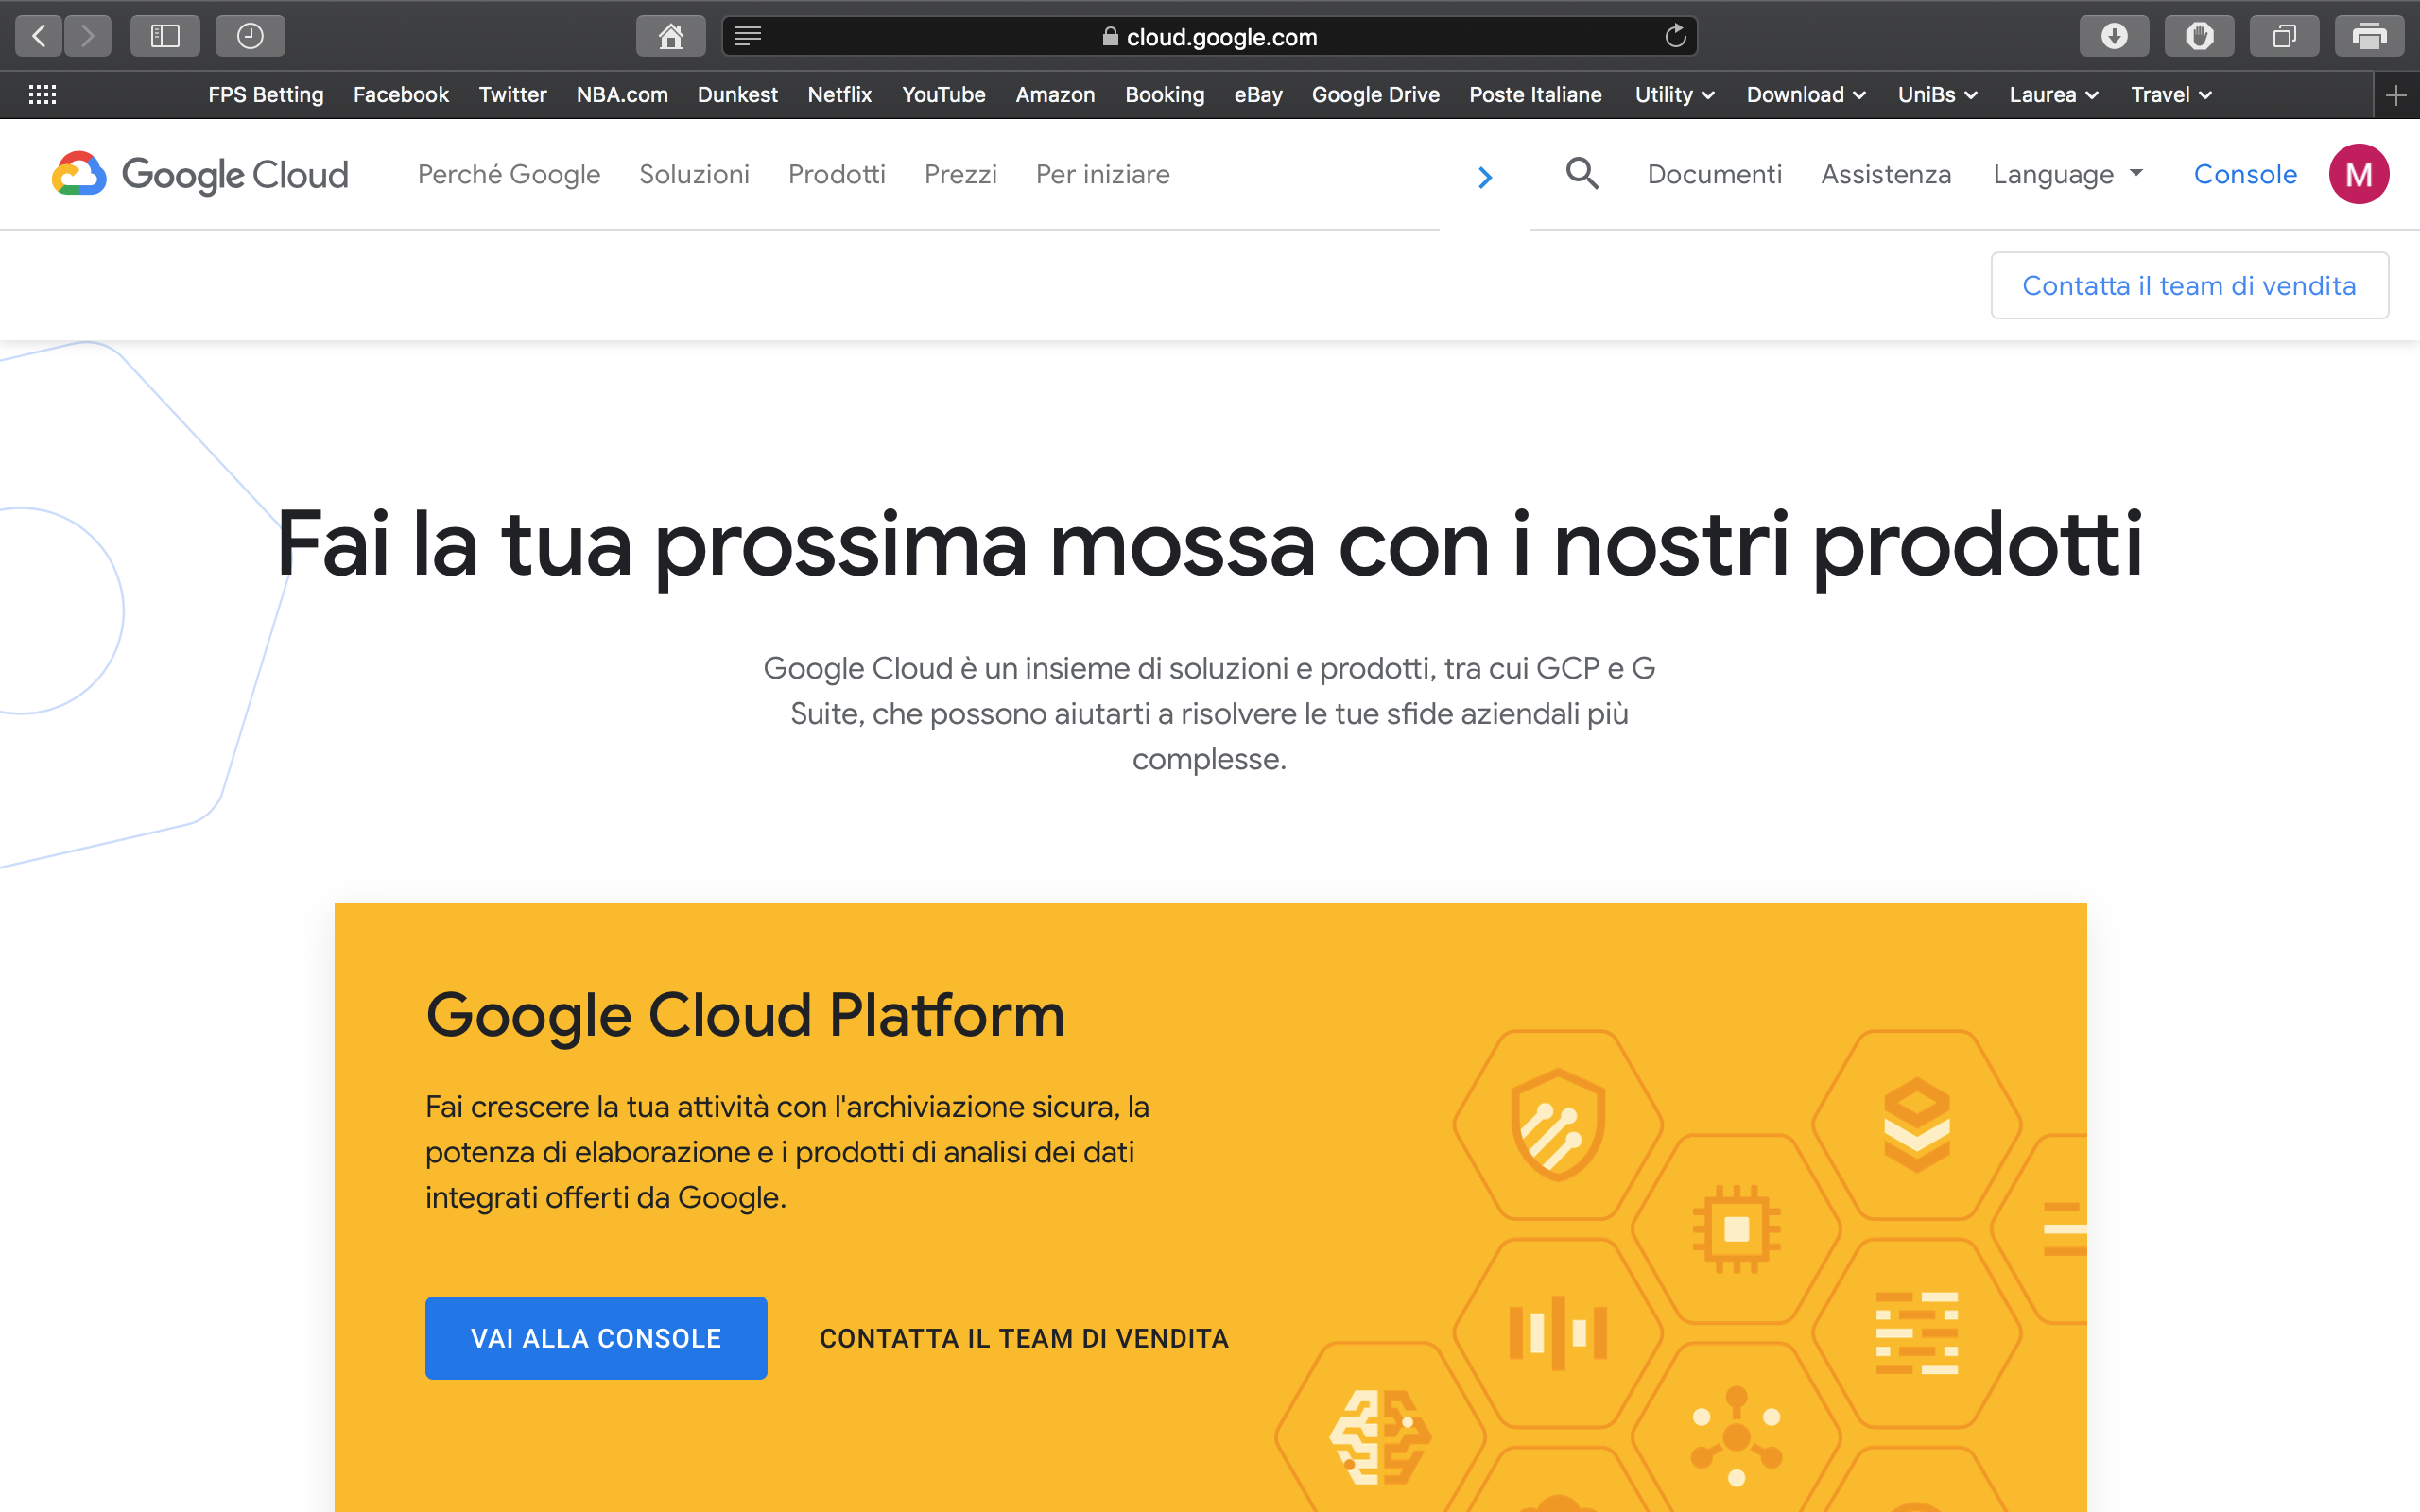 cloud.google.com
FPS Betting Facebook Twitter NBA.com Dunkest Netflix YouTube Amazon Booking eBay Google Drive Poste Italiane Utility Download UniBs Laurea Travel
Google Cloud Perché Google Soluzioni Prodotti Prezzi Per iniziare Documenti Assistenza Language Console M
Contatta il team di vendita
Fai la tua prossima mossa con i nostri prodotti
Google Cloud è un insieme di soluzioni e prodotti, tra cui GCP e G
Suite, che possono aiutarti a risolvere le tue sfide aziendali più
complesse.
Google Cloud Platform
Fai crescere la tua attività con l'archiviazione sicura, la
potenza di elaborazione e i prodotti di analisi dei dati
integrati offerti da Google.
VAI ALLA CONSOLE CONTATTA IL TEAM DI VENDITA